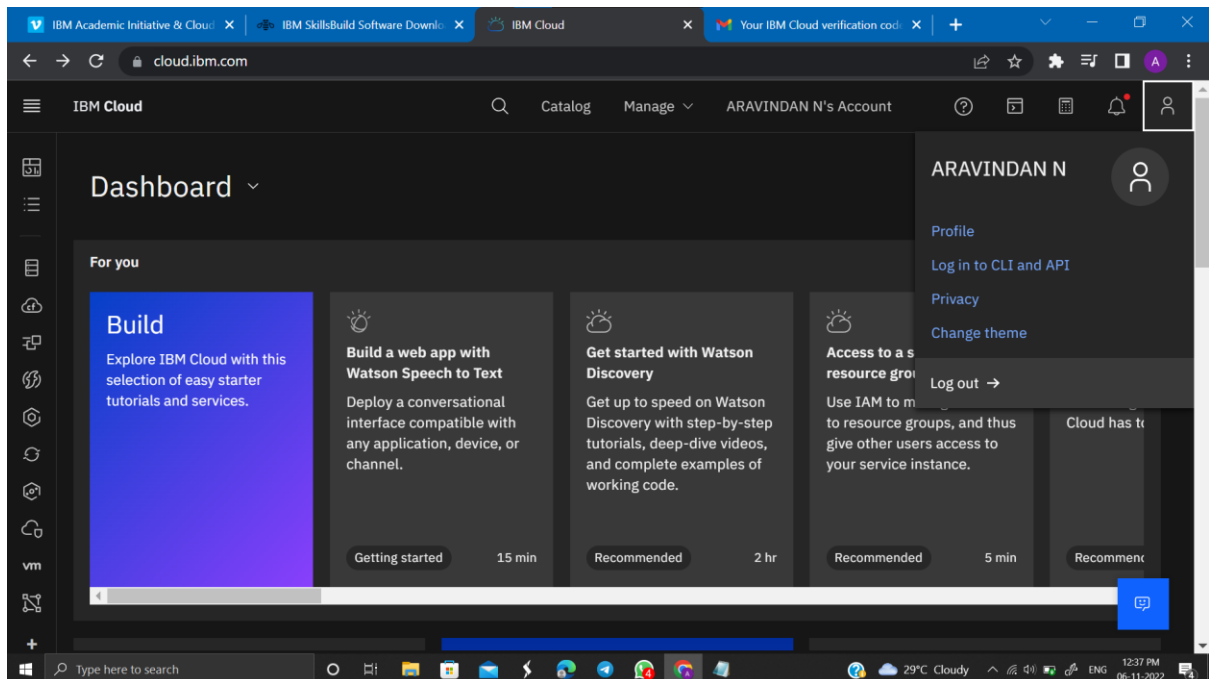 IBM Academic Initiative & Cloud
IBM SkillsBuild Software Downlo
IBM Cloud
Your IBM Cloud verification code
cloud.ibm.com
A
IBM Cloud
Catalog
Manage
ARAVINDAN N's Account
ARAVINDAN N
Profile
Log in to CLI and API
Privacy
Change theme
Log out →
Dashboard
For you
Build
Explore IBM Cloud with this
selection of easy starter
tutorials and services.
Build a web app with
Watson Speech to Text
Deploy a conversational
interface compatible with
any application, device, or
channel.
Getting started
15 min
Get started with Watson
Discovery
Get up to speed on Watson
Discovery with step-by-step
tutorials, deep-dive videos,
and complete examples of
working code.
Recommended
2 hr
Access to a s
resource grou
Use IAM to m
to resource groups, and thus
give other users access to
your service instance.
Recommended
5 min
Cloud has to
Recommend
cf
vm
Type here to search
29°C Cloudy
ENG
12:37 PM
06-11-2022